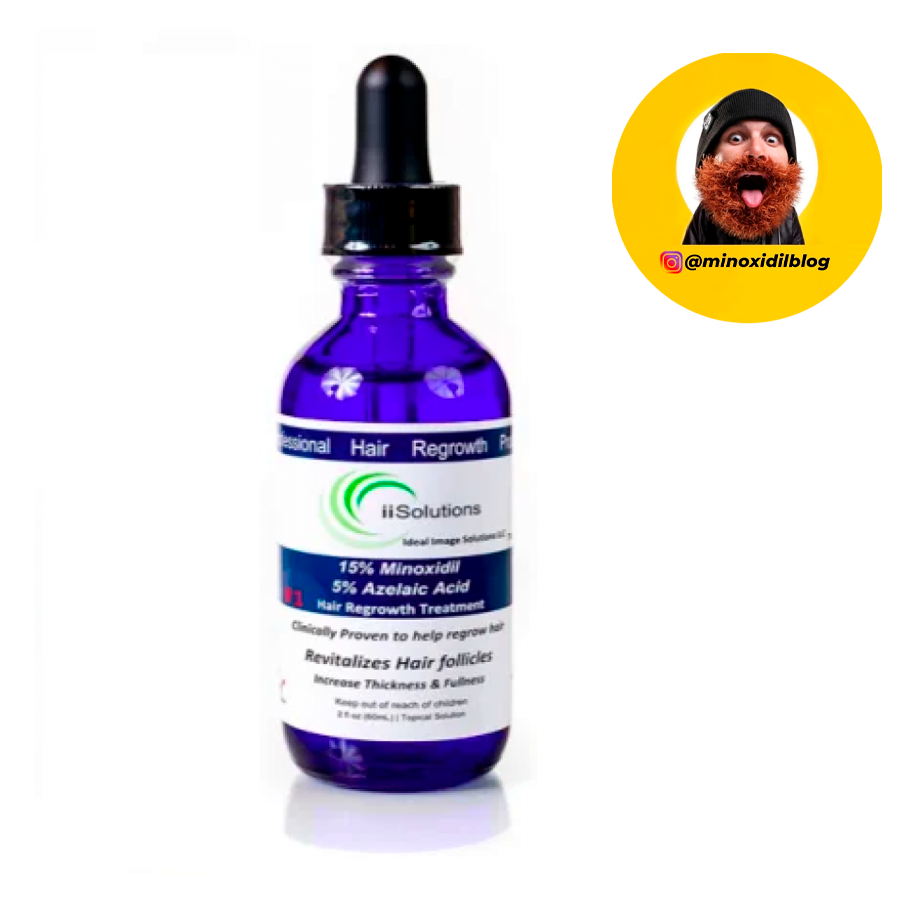 Hair Regrowth
iiSolutions
Ideal Image Solutions LLC
15% Minoxidil
5% Azelaic Acid
#1
Hair Regrowth Treatment
Clinically Proven to help regrow hair
Revitalizes Hair follicles
Increase Thickness & Fullness
Keep out of reach of children
2 fl oz (60mL) | Topical Solution
@minoxidilblog